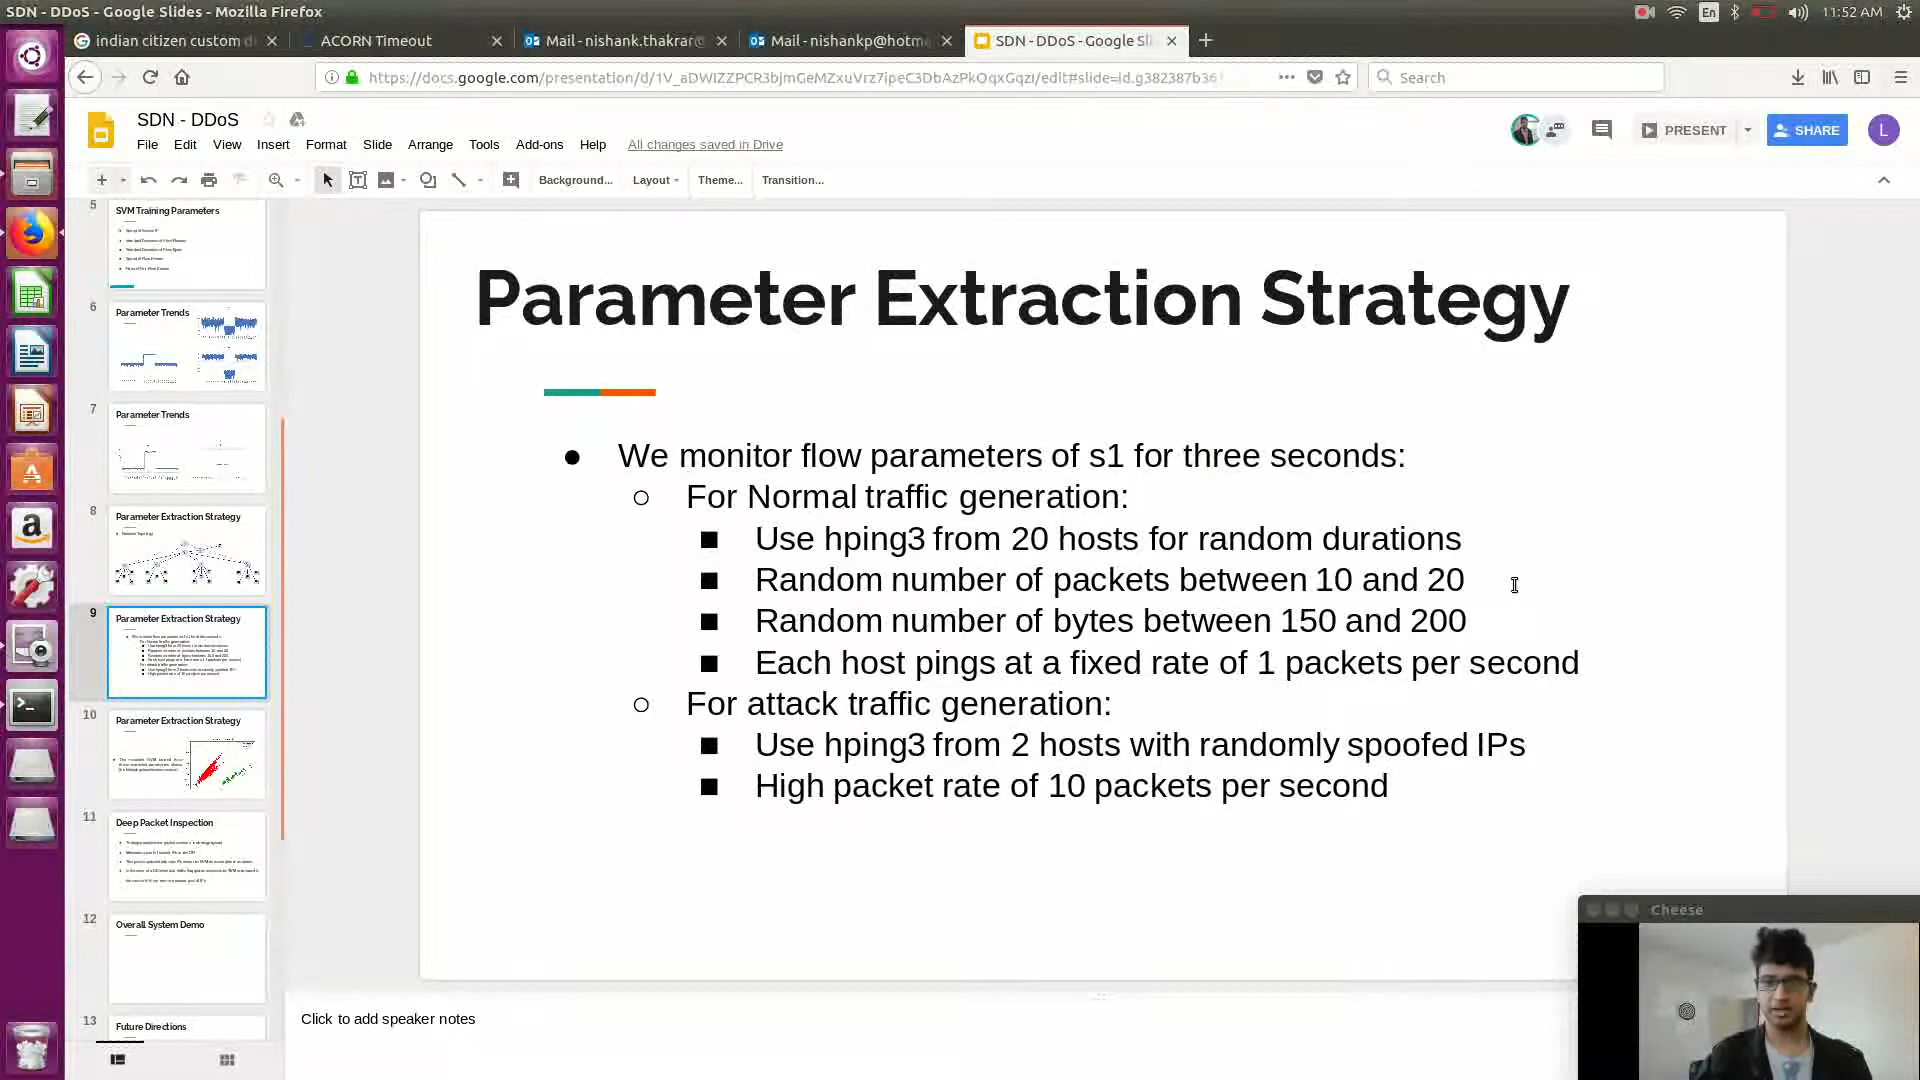 SDN - DDoS - Google Slides - Mozilla Firefox
En
11:52 AM
indian citizen custom d
ACORN Timeout
Mail - nishank.thakrar@
Mail - nishankp@hotm
SDN - DDoS - Google Sli
https://docs.google.com/presentation/d/1V_aDWIZZPCR3bjmGeMZxuVrz7ipeC3DbAzPkOqxGqzI/edit#slide=id.g382387b36
Search
SDN - DDoS
PRESENT
SHARE
L
File Edit View Insert Format Slide Arrange Tools Add-ons Help All changes saved in Drive
Background... Layout Theme... Transition...
5
SVM Training Parameters
6
Parameter Trends
7
Parameter Trends
8
Parameter Extraction Strategy
9
Parameter Extraction Strategy
10
Parameter Extraction Strategy
11
Deep Packet Inspection
12
Overall System Demo
13
Future Directions
Parameter Extraction Strategy
● We monitor flow parameters of s1 for three seconds:
○ For Normal traffic generation:
■ Use hping3 from 20 hosts for random durations
■ Random number of packets between 10 and 20
■ Random number of bytes between 150 and 200
■ Each host pings at a fixed rate of 1 packets per second
○ For attack traffic generation:
■ Use hping3 from 2 hosts with randomly spoofed IPs
■ High packet rate of 10 packets per second
Click to add speaker notes
Cheese